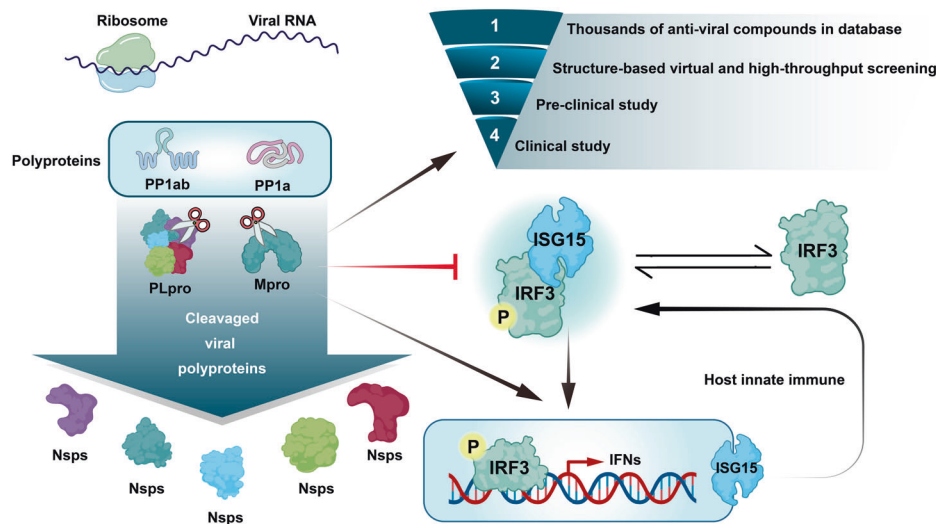 Ribosome
Viral RNA
Polyproteins
PP1ab
PP1a
PLpro
Mpro
Cleavaged
viral
polyproteins
Nsps
Nsps
Nsps
Nsps
Nsps
1
Thousands of anti-viral compounds in database
2
Structure-based virtual and high-throughput screening
3
Pre-clinical study
4
Clinical study
ISG15
IRF3
P
IRF3
Host innate immune
P
IRF3
IFNs
ISG15